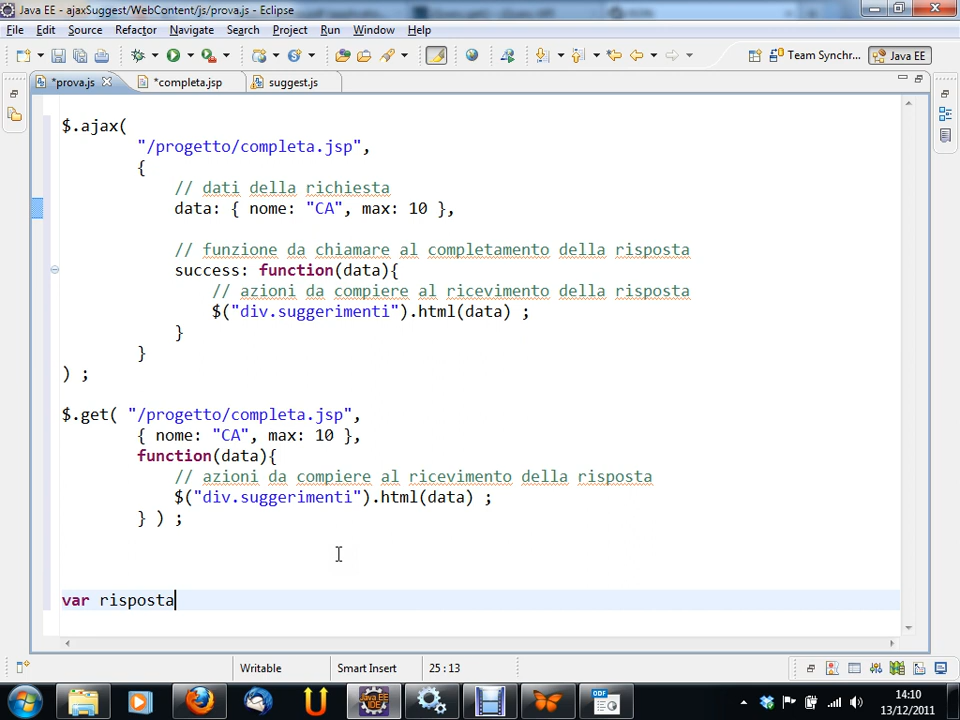 Java EE - ajaxSuggest/WebContent/js/prova.js - Eclipse
File Edit Source Refactor Navigate Search Project Run Window Help
Team Synchr... Java EE
*prova.js *completa.jsp suggest.js
$.ajax(
"/progetto/completa.jsp",
{
// dati della richiesta
data: { nome: "CA", max: 10 },
// funzione da chiamare al completamento della risposta
success: function(data){
// azioni da compiere al ricevimento della risposta
$("div.suggerimenti").html(data) ;
}
}
) ;
$.get( "/progetto/completa.jsp",
{ nome: "CA", max: 10 },
function(data){
// azioni da compiere al ricevimento della risposta
$("div.suggerimenti").html(data) ;
} ) ;
var risposta
Writable Smart Insert 25 : 13
14:10
13/12/2011